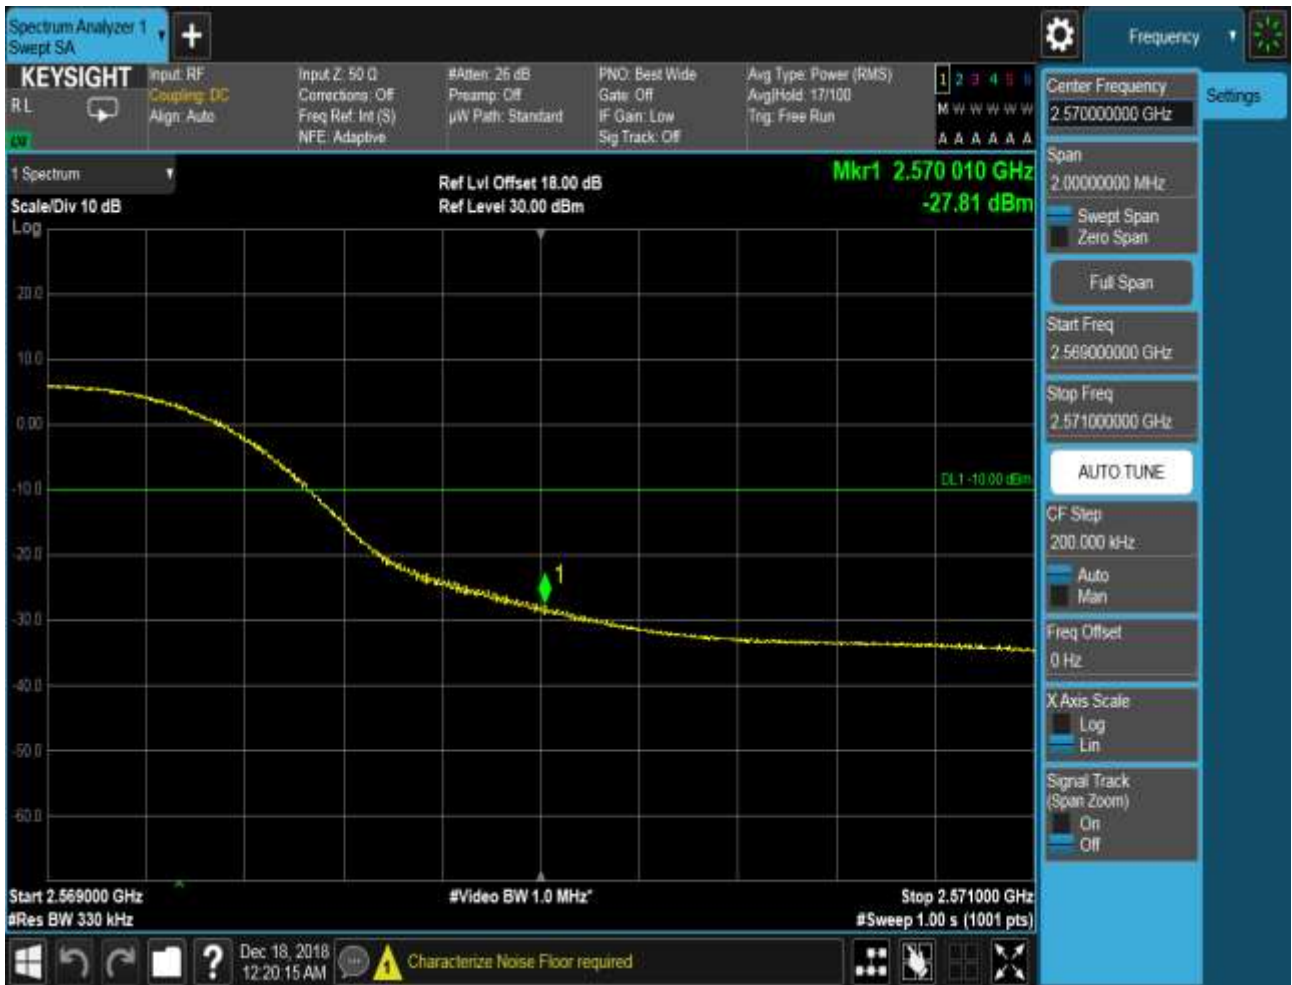 Spectrum Analyzer 1
Swept SA
Frequency
KEYSIGHT
R L
Input: RF
Coupling: DC
Align: Auto
Input Z: 50 Ω
Corrections: Off
Freq Ref: Int (S)
NFE: Adaptive
#Atten: 26 dB
Preamp: Off
µW Path: Standard
PNO: Best Wide
Gate: Off
IF Gain: Low
Sig Track: Off
Avg Type: Power (RMS)
Avg|Hold: 17/100
Trig: Free Run
1 2 3 4 5 6
M W W W W W
A A A A A A
1 Spectrum
Scale/Div 10 dB
Log
Ref Lvl Offset 18.00 dB
Ref Level 30.00 dBm
Mkr1 2.570 010 GHz
-27.81 dBm
20.0
10.0
0.00
-10.0
-20.0
-30.0
-40.0
-50.0
-60.0
DL1 -10.00 dBm
1
Start 2.569000 GHz
#Res BW 330 kHz
#Video BW 1.0 MHz*
Stop 2.571000 GHz
#Sweep 1.00 s (1001 pts)
Center Frequency
2.570000000 GHz
Settings
Span
2.00000000 MHz
Swept Span
Zero Span
Full Span
Start Freq
2.569000000 GHz
Stop Freq
2.571000000 GHz
AUTO TUNE
CF Step
200.000 kHz
Auto
Man
Freq Offset
0 Hz
X Axis Scale
Log
Lin
Signal Track
(Span Zoom)
On
Off
?
Dec 18, 2018
12:20:15 AM
1
Characterize Noise Floor required